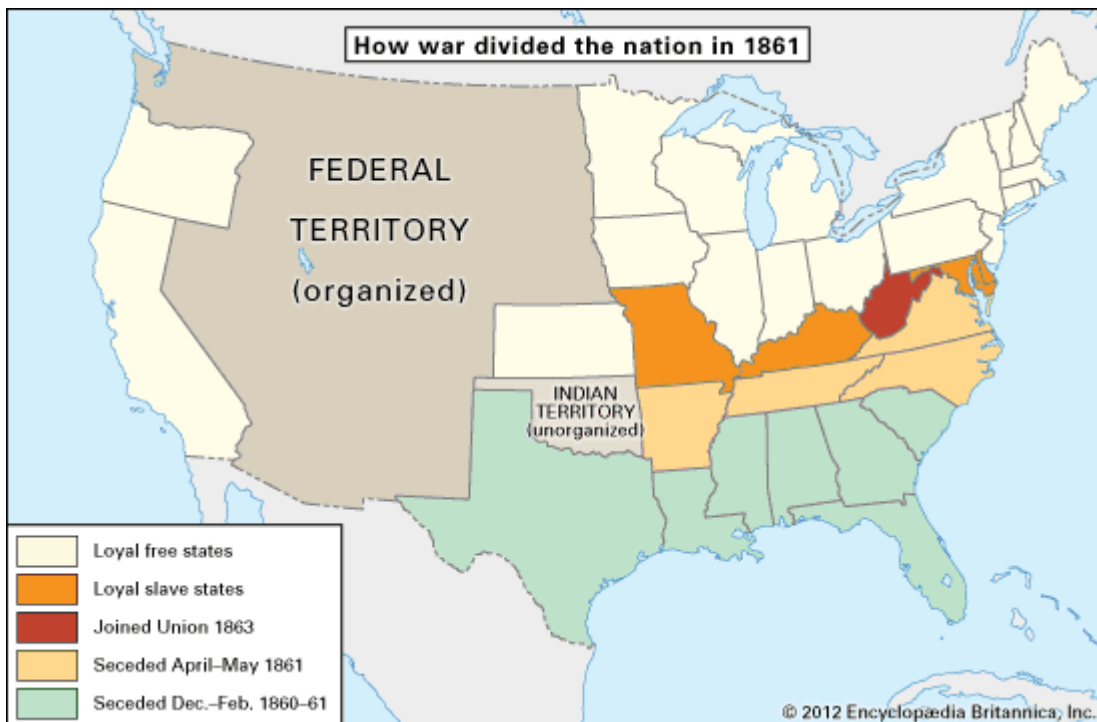 How war divided the nation in 1861
FEDERAL
TERRITORY
(organized)
INDIAN
TERRITORY
(unorganized)
Loyal free states
Loyal slave states
Joined Union 1863
Seceded April–May 1861
Seceded Dec.–Feb. 1860–61
© 2012 Encyclopædia Britannica, Inc.